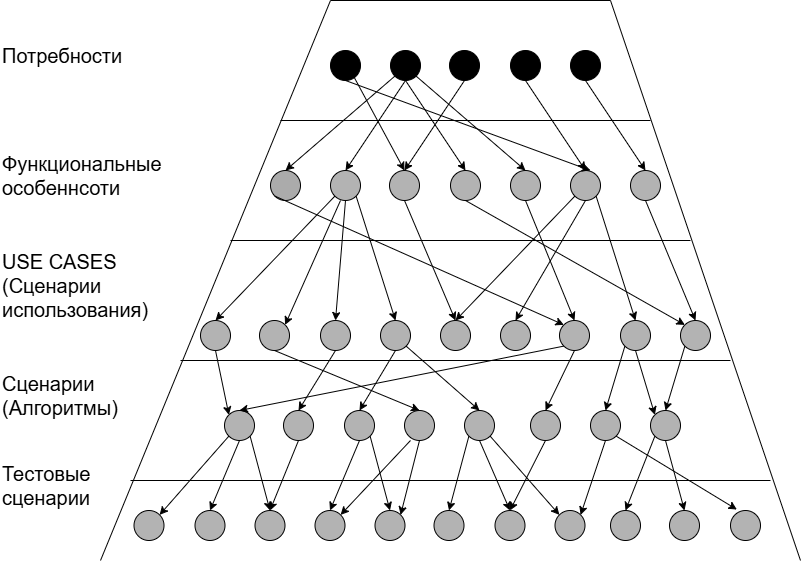 Потребности
Функциональные
особеннсоти
USE CASES
(Сценарии
использования)
Сценарии
(Алгоритмы)
Тестовые
сценарии